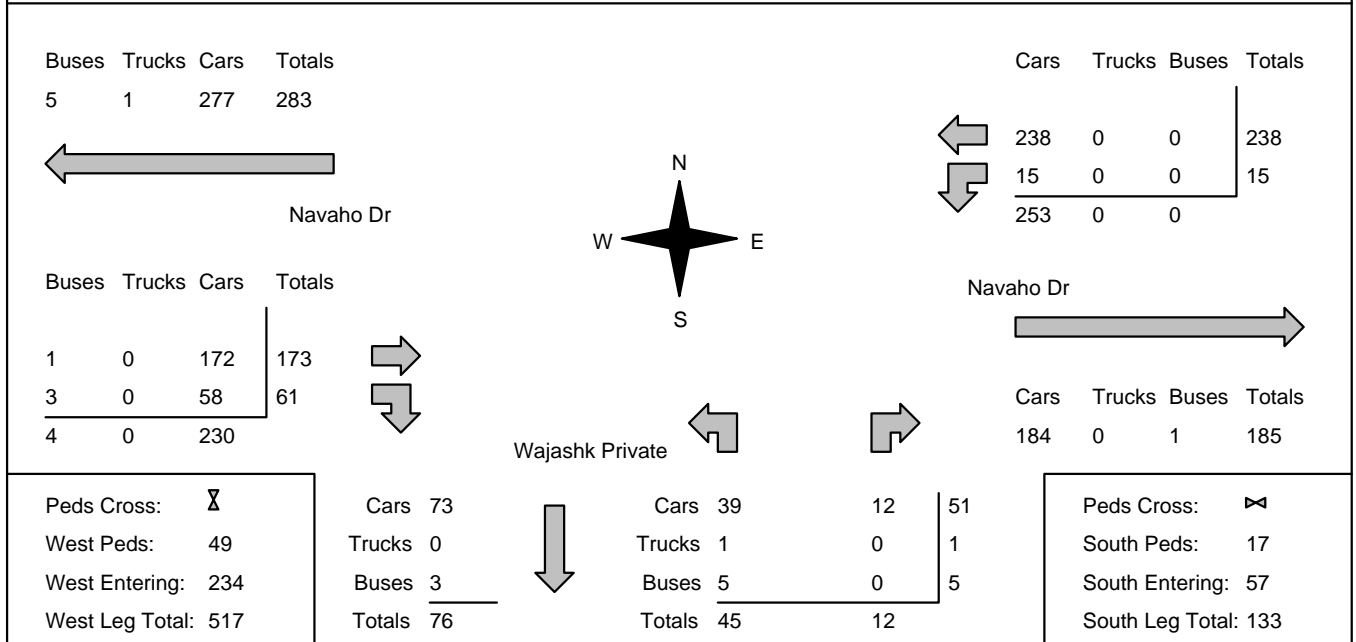 Buses Trucks Cars Totals
5 1 277 283
Cars Trucks Buses Totals
238 0 0 238
15 0 0 15
253 0 0
Navaho Dr
N
W E
S
Buses Trucks Cars Totals
1 0 172 173
3 0 58 61
4 0 230
Navaho Dr
Cars Trucks Buses Totals
184 0 1 185
Wajashk Private
Peds Cross:
West Peds: 49
West Entering: 234
West Leg Total: 517
Cars 73
Trucks 0
Buses 3
Totals 76
Cars 39 12 51
Trucks 1 0 1
Buses 5 0 5
Totals 45 12
Peds Cross:
South Peds: 17
South Entering: 57
South Leg Total: 133